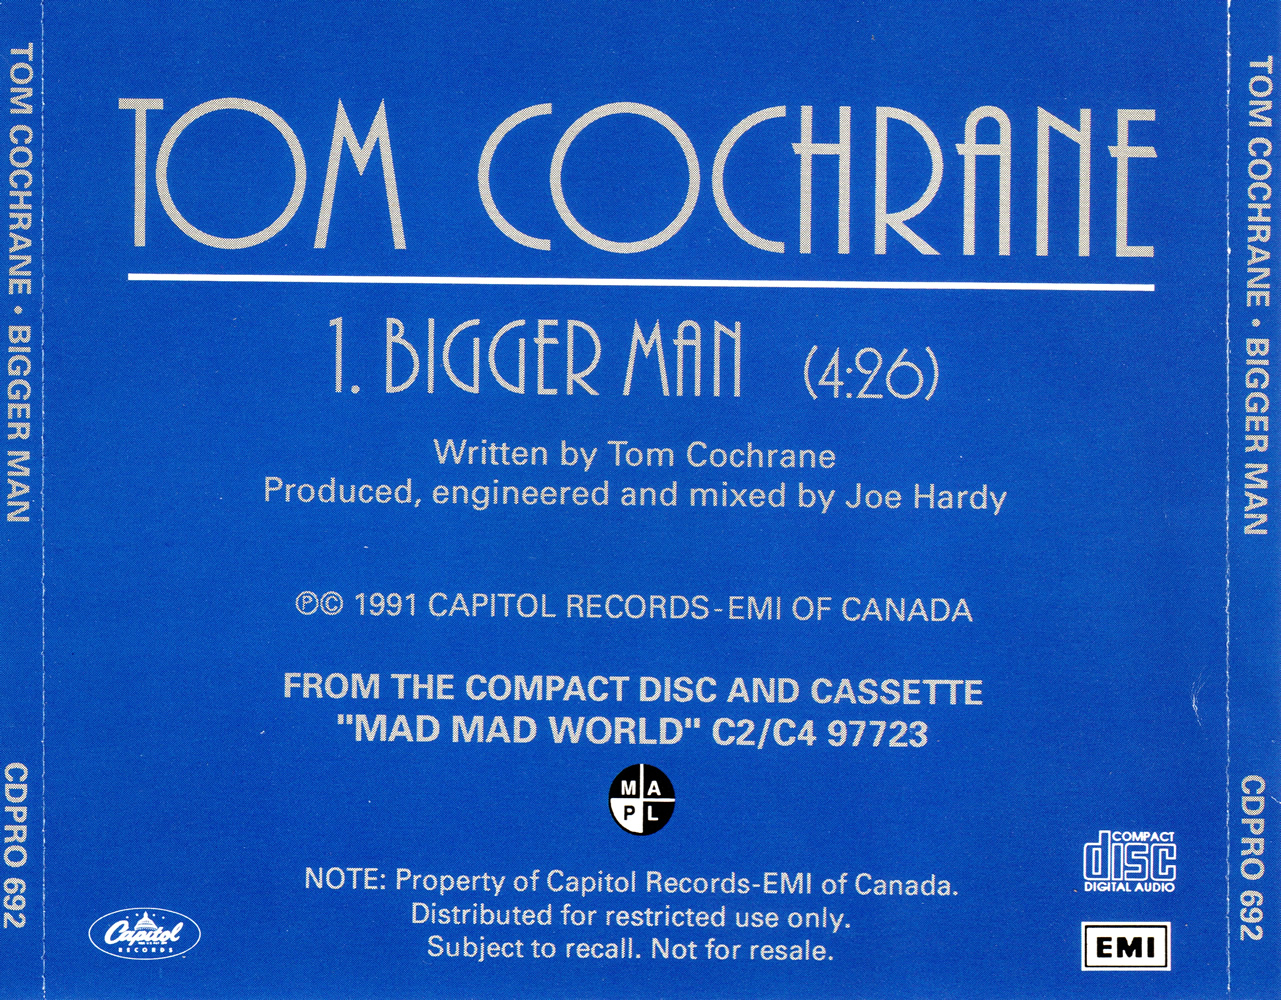 TOM COCHRANE • BIGGER MAN
CDPRO 692
TOM COCHRANE
1. BIGGER MAN (4:26)
Written by Tom Cochrane
Produced, engineered and mixed by Joe Hardy
℗© 1991 CAPITOL RECORDS-EMI OF CANADA
FROM THE COMPACT DISC AND CASSETTE
"MAD MAD WORLD" C2/C4 97723
M A
P L
NOTE: Property of Capitol Records-EMI of Canada.
Distributed for restricted use only.
Subject to recall. Not for resale.
Capitol
RECORDS
COMPACT
disc
DIGITAL AUDIO
EMI
TOM COCHRANE • BIGGER MAN
CDPRO 692